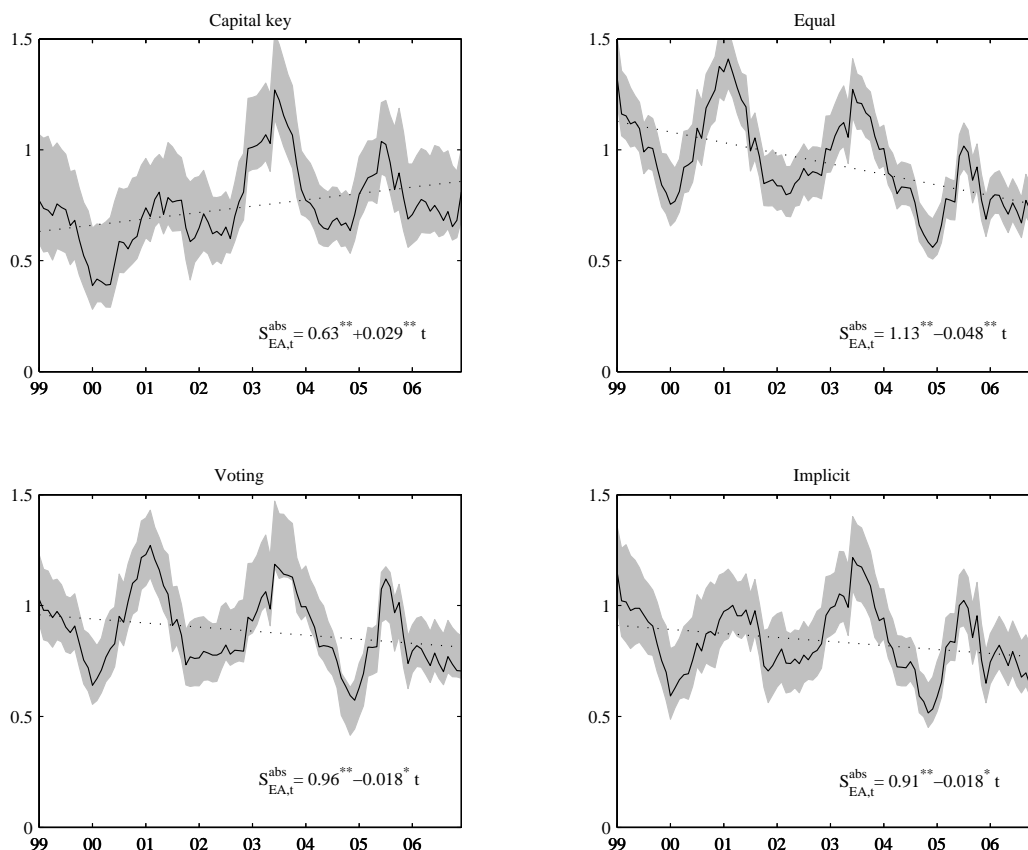 Capital key
1.5
1
0.5
0
99 00 01 02 03 04 05 06
S^abs_EA,t = 0.63** +0.029** t
Equal
1.5
1
0.5
0
99 00 01 02 03 04 05 06
S^abs_EA,t = 1.13** −0.048** t
Voting
1.5
1
0.5
0
99 00 01 02 03 04 05 06
S^abs_EA,t = 0.96** −0.018* t
Implicit
1.5
1
0.5
0
99 00 01 02 03 04 05 06
S^abs_EA,t = 0.91** −0.018* t